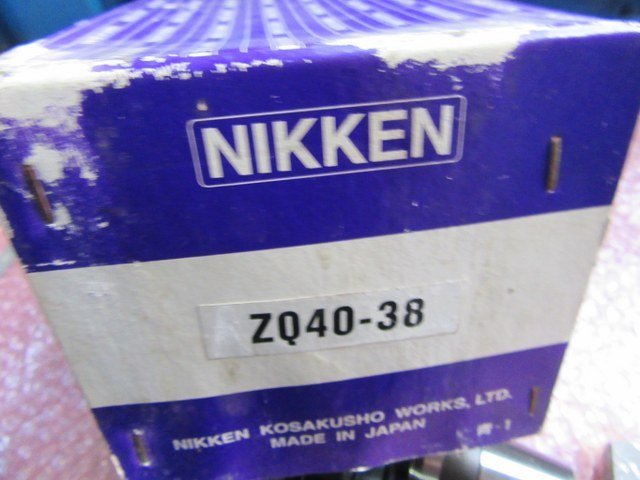 NIKKEN
ZQ40-38
NIKKEN KOSAKUSHO WORKS, LTD.
MADE IN JAPAN